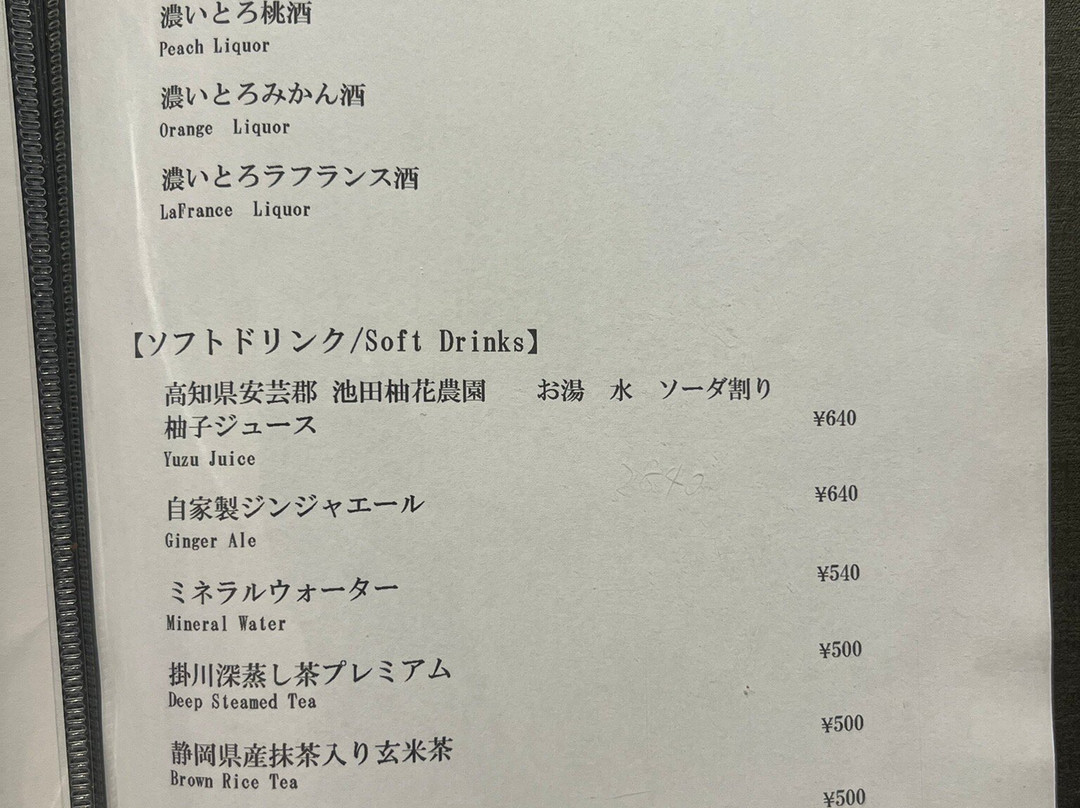 濃いとろ桃酒
Peach Liquor
濃いとろみかん酒
Orange Liquor
濃いとろラフランス酒
LaFrance Liquor
【ソフトドリンク/Soft Drinks】
高知県安芸郡 池田柚花農園 お湯 水 ソーダ割り
柚子ジュース ¥640
Yuzu Juice
自家製ジンジャエール ¥640
Ginger Ale
ミネラルウォーター ¥540
Mineral Water
掛川深蒸し茶プレミアム ¥500
Deep Steamed Tea
静岡県産抹茶入り玄米茶 ¥500
Brown Rice Tea
¥500